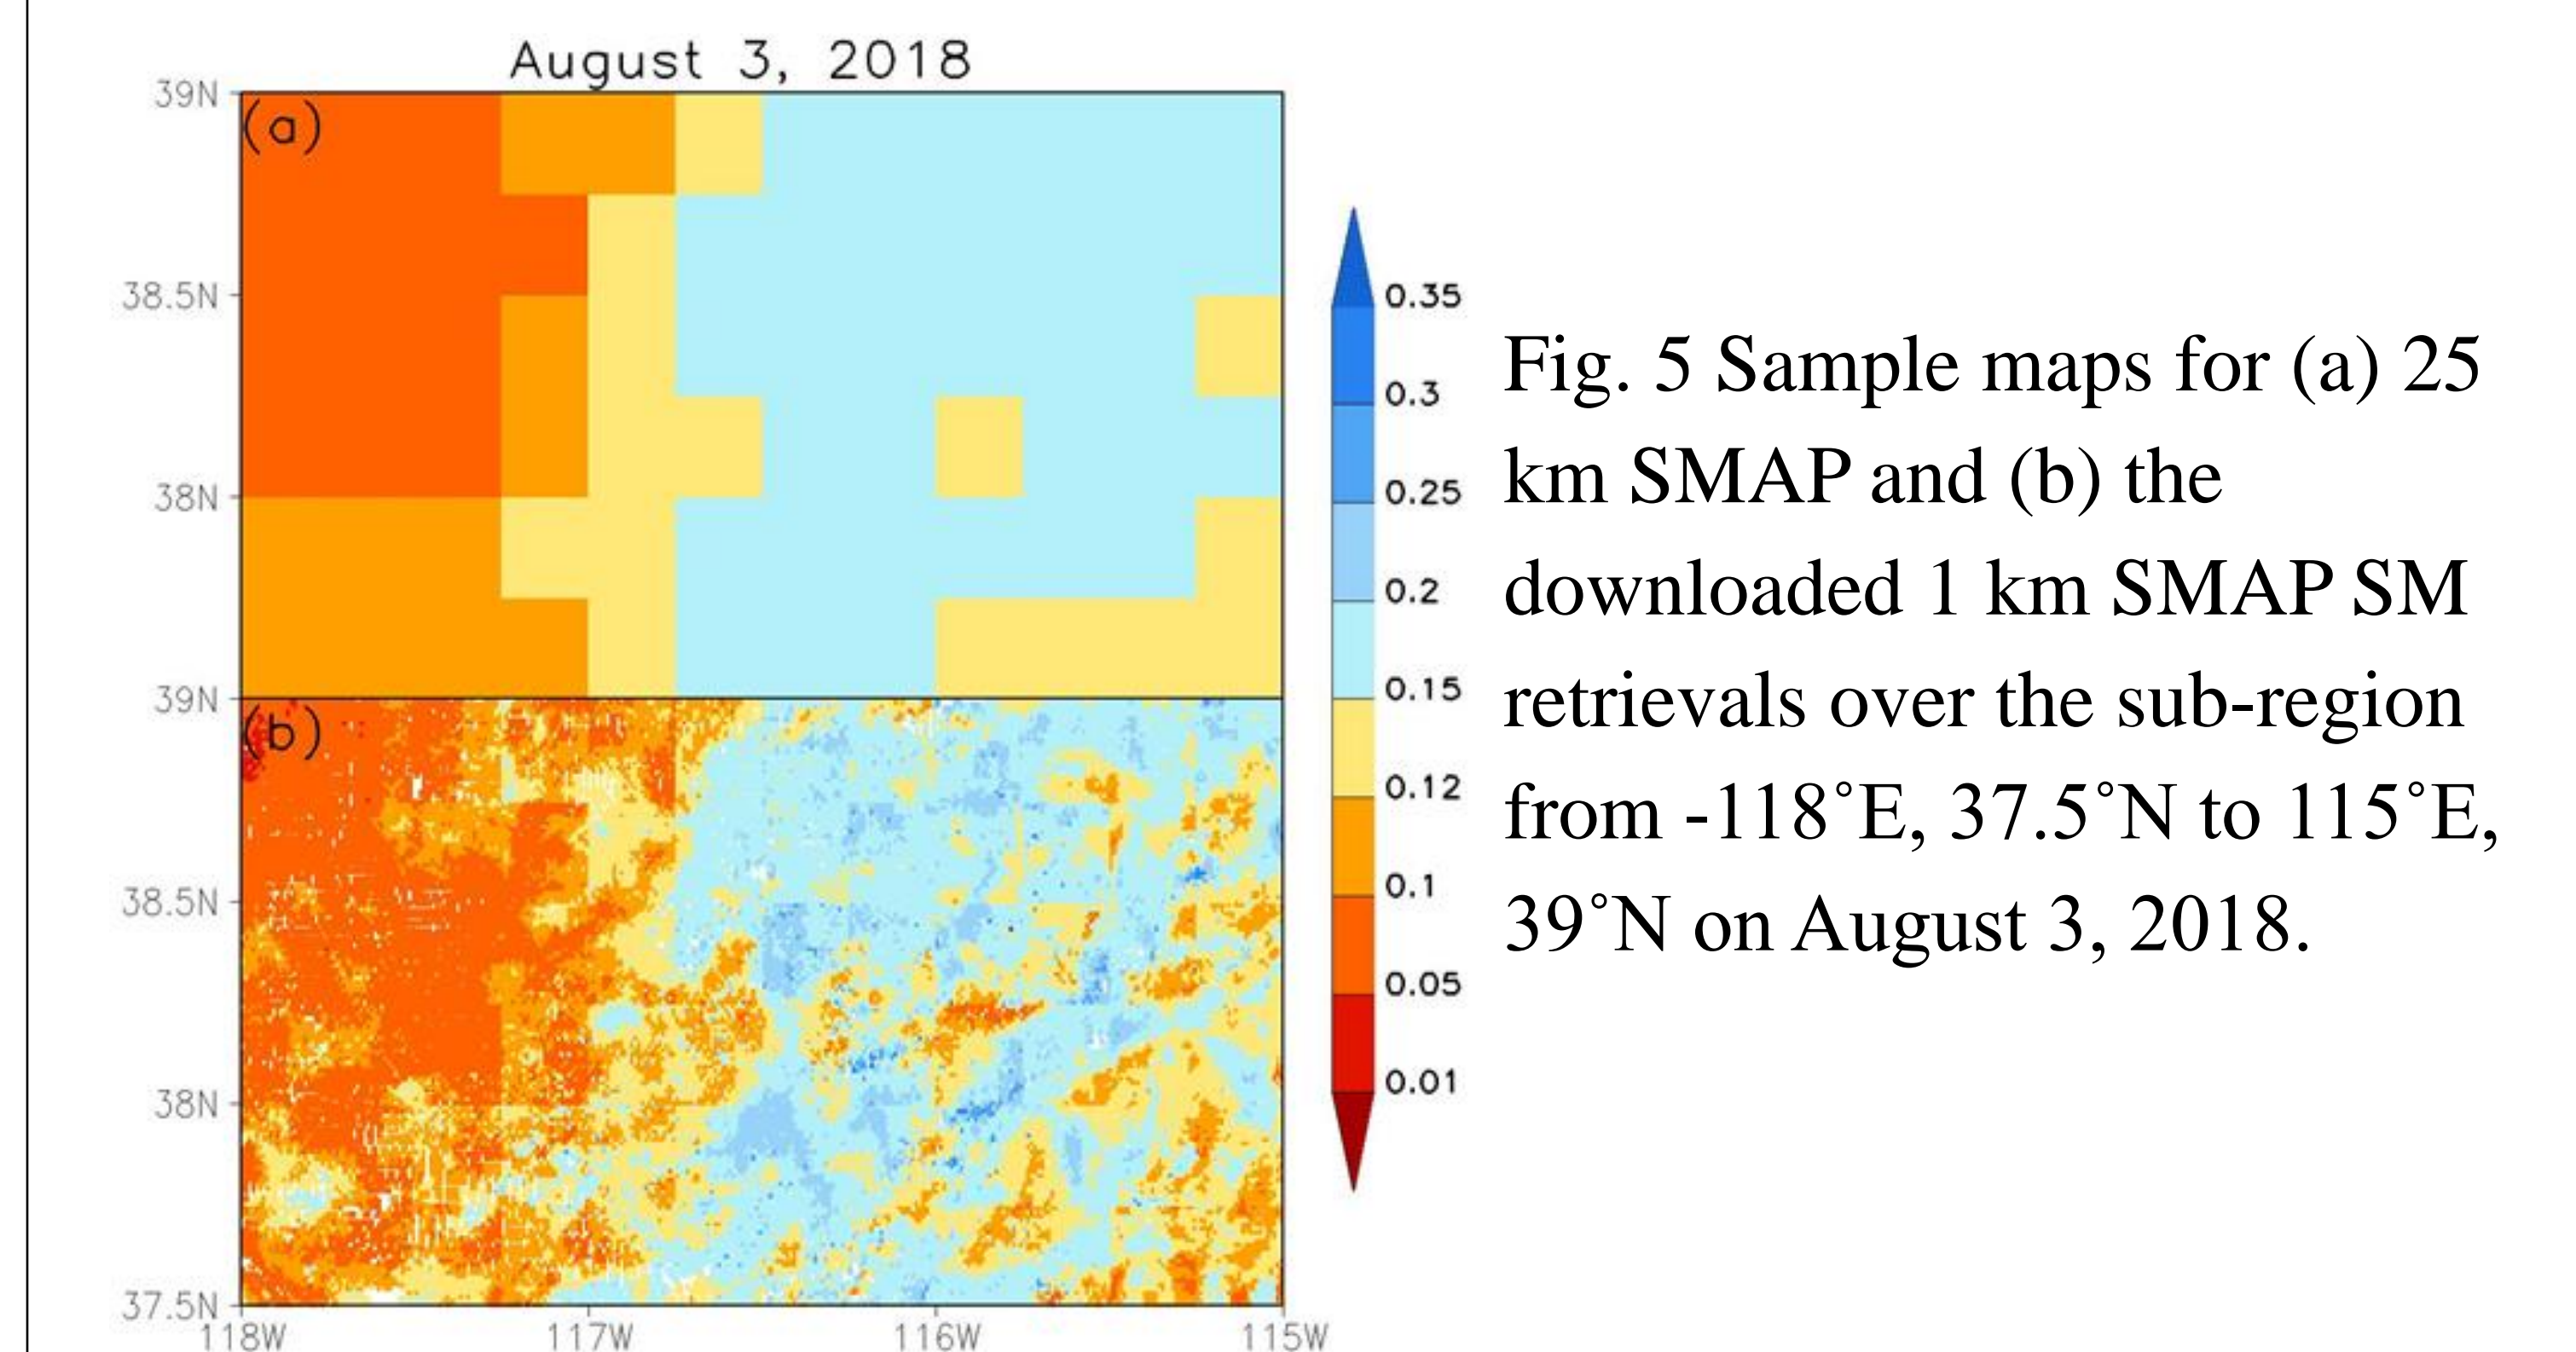 August 3, 2018
39N
(a)
38.5N
38N
39N
(b)
38.5N
38N
37.5N
118W
117W
116W
115W
0.35
0.3
0.25
0.2
0.15
0.12
0.1
0.05
0.01
Fig. 5 Sample maps for (a) 25
km SMAP and (b) the
downloaded 1 km SMAP SM
retrievals over the sub-region
from -118˚E, 37.5˚N to 115˚E,
39˚N on August 3, 2018.